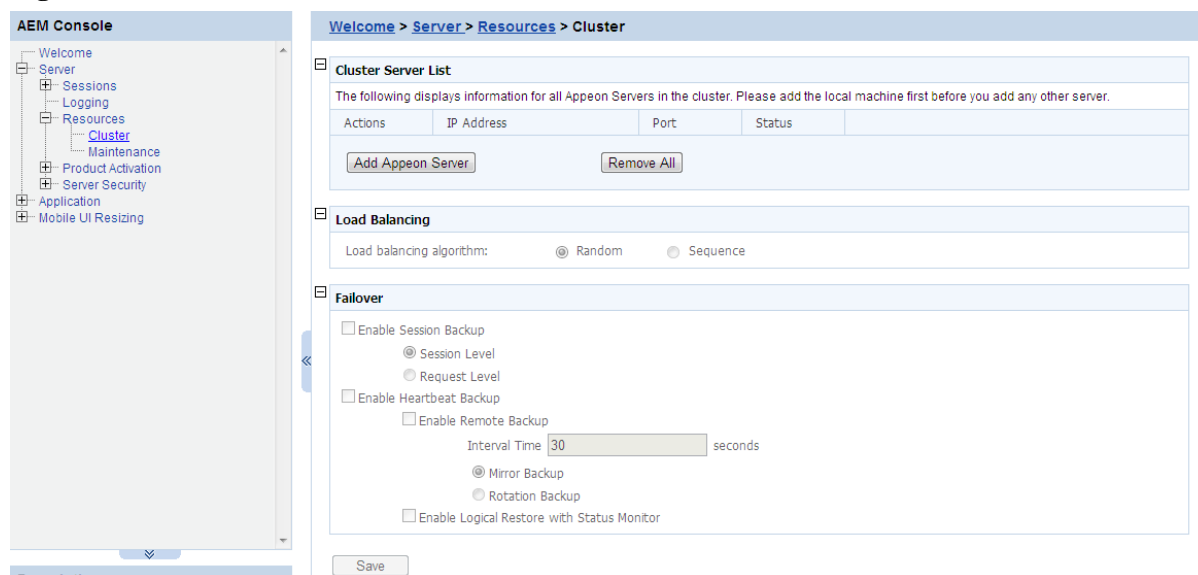 AEM Console
Welcome
Server
Sessions
Logging
Resources
Cluster
Maintenance
Product Activation
Server Security
Application
Mobile UI Resizing
Welcome > Server > Resources > Cluster
Cluster Server List
The following displays information for all Appeon Servers in the cluster. Please add the local machine first before you add any other server.
Actions IP Address Port Status
Add Appeon Server Remove All
Load Balancing
Load balancing algorithm: Random Sequence
Failover
Enable Session Backup
Session Level
Request Level
Enable Heartbeat Backup
Enable Remote Backup
Interval Time 30 seconds
Mirror Backup
Rotation Backup
Enable Logical Restore with Status Monitor
Save